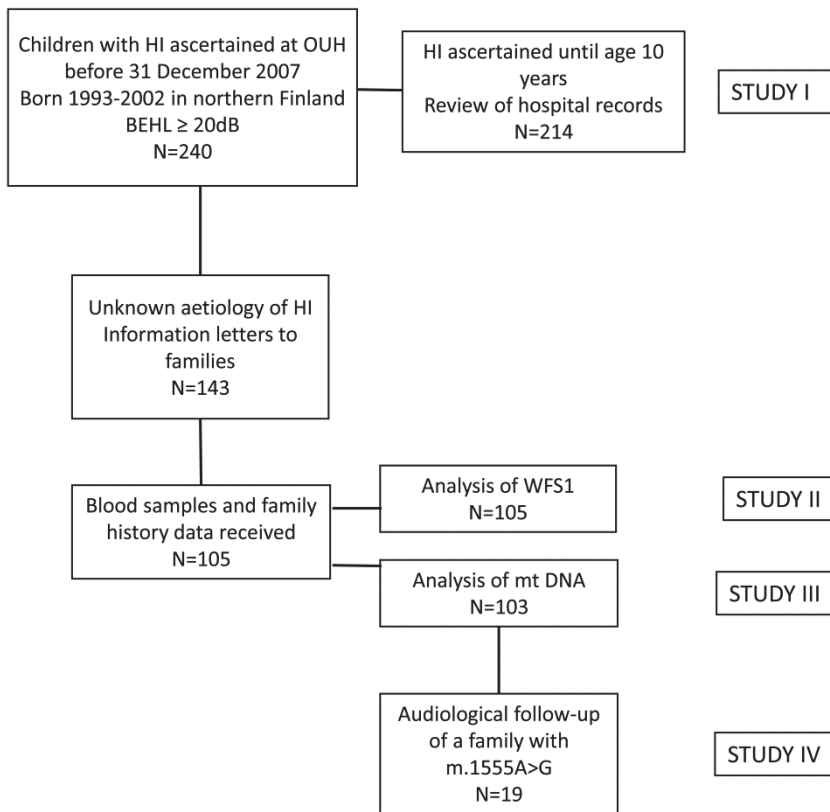 Children with HI ascertained at OUH
before 31 December 2007
Born 1993-2002 in northern Finland
BEHL ≥ 20dB
N=240
HI ascertained until age 10
years
Review of hospital records
N=214
STUDY I
Unknown aetiology of HI
Information letters to
families
N=143
Blood samples and family
history data received
N=105
Analysis of WFS1
N=105
STUDY II
Analysis of mt DNA
N=103
STUDY III
Audiological follow-up
of a family with
m.1555A>G
N=19
STUDY IV